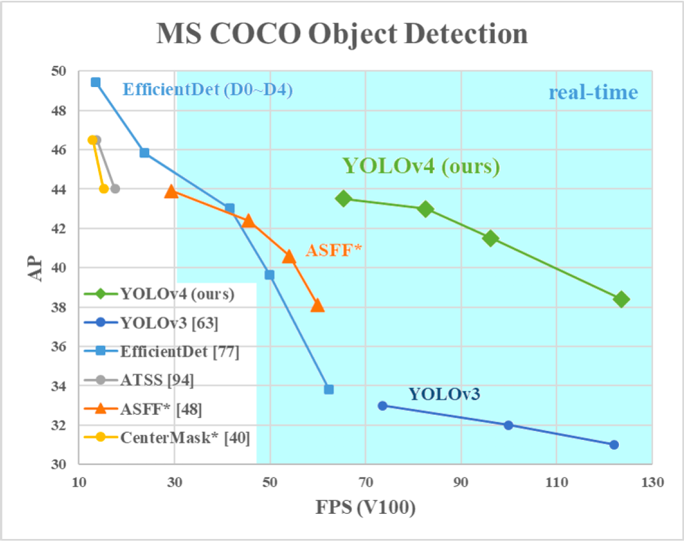 MS COCO Object Detection
50
48
46
44
42
40
38
36
34
32
30
AP
EfficientDet (D0~D4)
real-time
YOLOv4 (ours)
ASFF*
YOLOv3
YOLOv4 (ours)
YOLOv3 [63]
EfficientDet [77]
ATSS [94]
ASFF* [48]
CenterMask* [40]
10 30 50 70 90 110 130
FPS (V100)